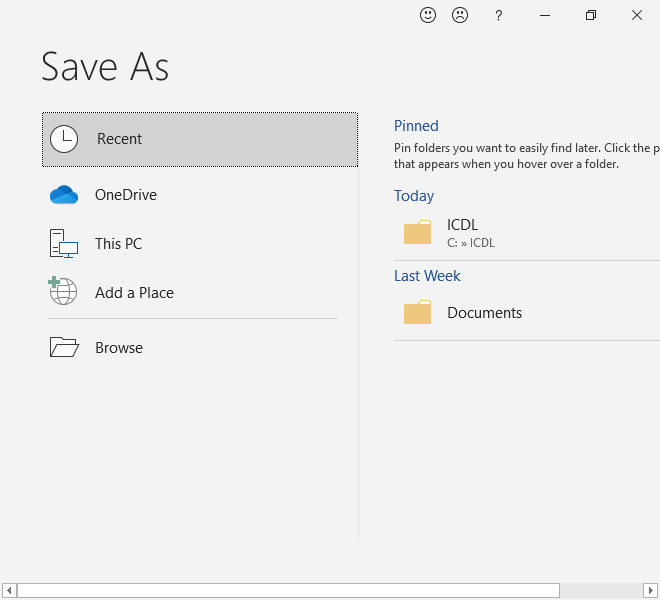 ?
Save As
Recent
OneDrive
This PC
Add a Place
Browse
Pinned
Pin folders you want to easily find later. Click the p
that appears when you hover over a folder.
Today
ICDL
C: » ICDL
Last Week
Documents